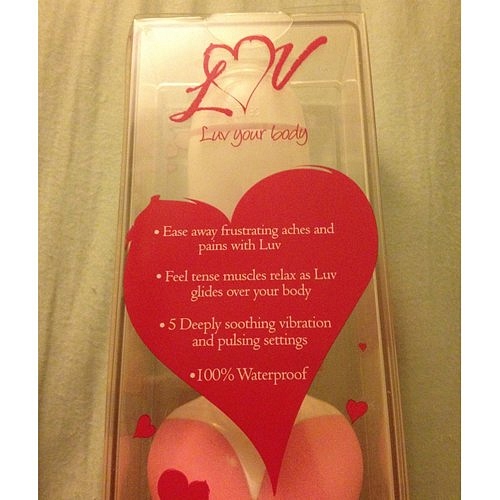 LUV
Luv your body
• Ease away frustrating aches and
pains with Luv
• Feel tense muscles relax as Luv
glides over your body
• 5 Deeply soothing vibration
and pulsing settings
• 100% Waterproof